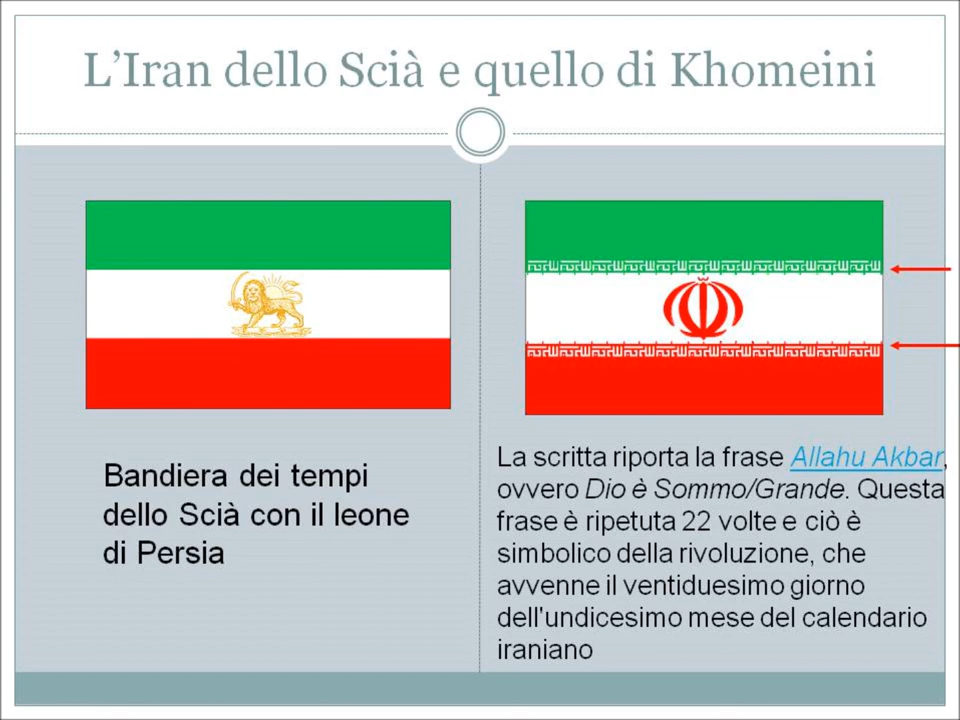 L’Iran dello Scià e quello di Khomeini
Bandiera dei tempi
dello Scià con il leone
di Persia
La scritta riporta la frase Allahu Akbar,
ovvero Dio è Sommo/Grande. Questa
frase è ripetuta 22 volte e ciò è
simbolico della rivoluzione, che
avvenne il ventiduesimo giorno
dell'undicesimo mese del calendario
iraniano